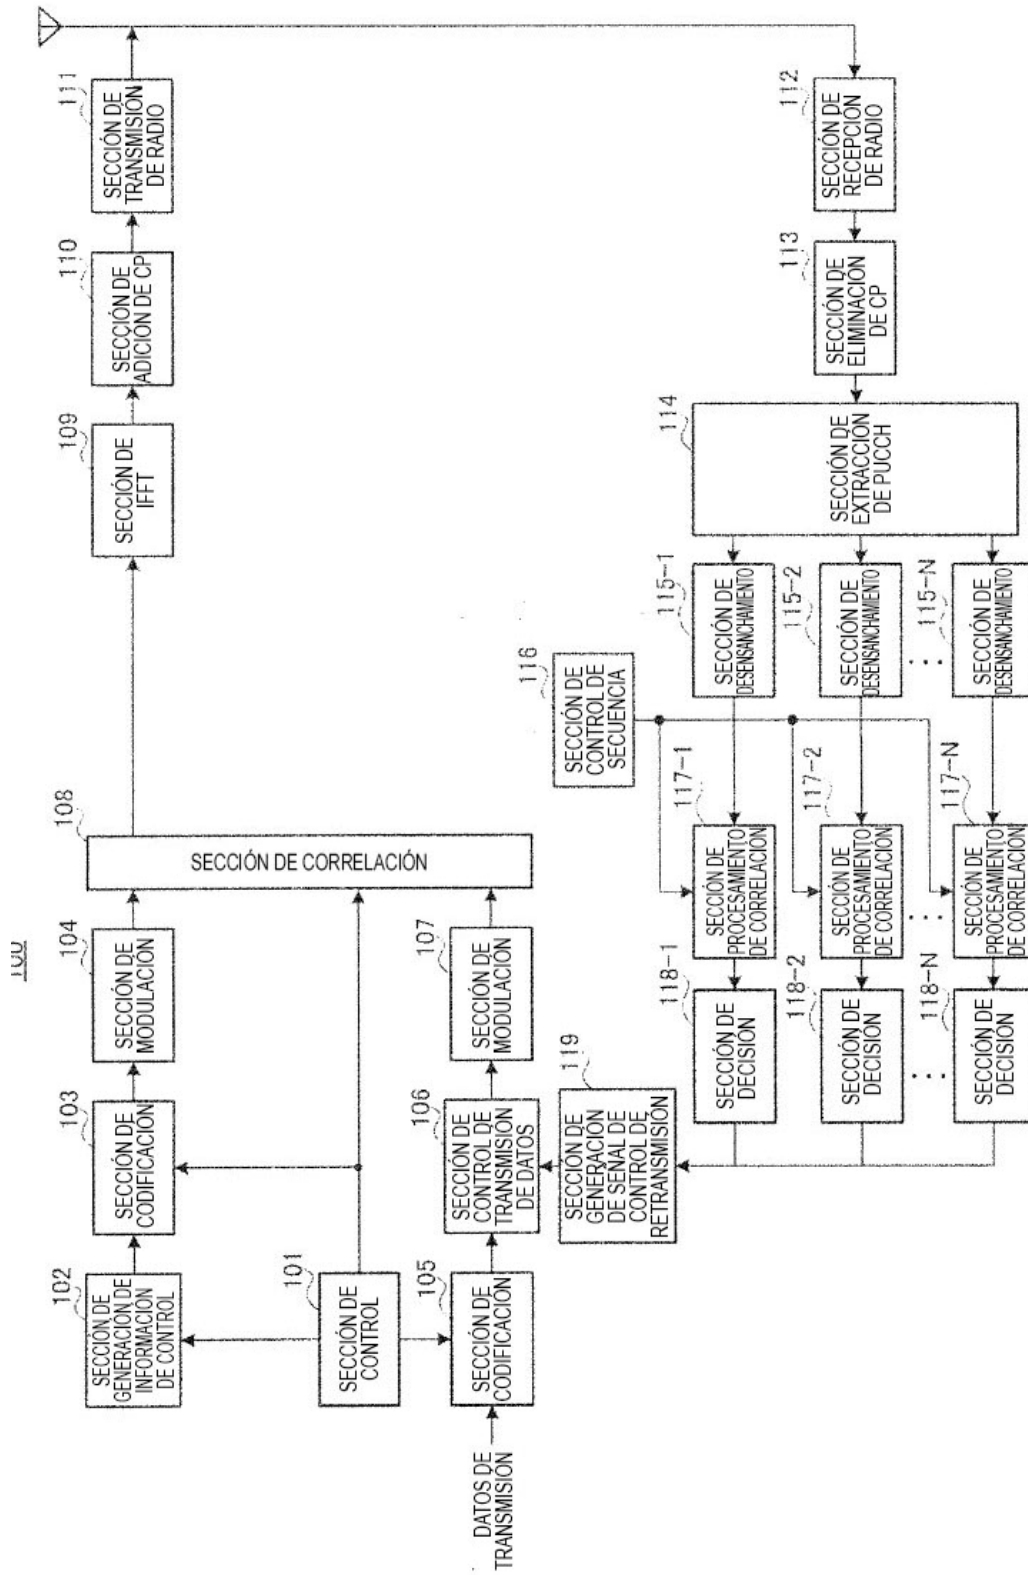 100
101
SECCIÓN DE
CONTROL
102
SECCIÓN DE
GENERACIÓN DE
INFORMACIÓN
DE CONTROL
103
SECCIÓN DE
CODIFICACIÓN
104
SECCIÓN DE
MODULACIÓN
DATOS DE
TRANSMISIÓN
105
SECCIÓN DE
CODIFICACIÓN
106
SECCIÓN DE
CONTROL DE
TRANSMISIÓN
DE DATOS
107
SECCIÓN DE
MODULACIÓN
108
SECCIÓN DE CORRELACIÓN
109
SECCIÓN DE
IFFT
110
SECCIÓN DE
ADICIÓN DE CP
111
SECCIÓN DE
TRANSMISIÓN
DE RADIO
112
SECCIÓN DE
RECEPCIÓN
DE RADIO
113
SECCIÓN DE
ELIMINACIÓN
DE CP
114
SECCIÓN DE
EXTRACCIÓN
DE PUCCH
115-1
SECCIÓN DE
DESENSANCHAMIENTO
115-2
SECCIÓN DE
DESENSANCHAMIENTO
...
115-N
SECCIÓN DE
DESENSANCHAMIENTO
116
SECCIÓN DE
CONTROL DE
SECUENCIA
117-1
SECCIÓN DE
PROCESAMIENTO
DE CORRELACIÓN
117-2
SECCIÓN DE
PROCESAMIENTO
DE CORRELACIÓN
...
117-N
SECCIÓN DE
PROCESAMIENTO
DE CORRELACIÓN
118-1
SECCIÓN DE
DECISIÓN
118-2
SECCIÓN DE
DECISIÓN
...
118-N
SECCIÓN DE
DECISIÓN
119
SECCIÓN DE
GENERACIÓN
DE SEÑAL DE
CONTROL DE
RETRANSMISIÓN